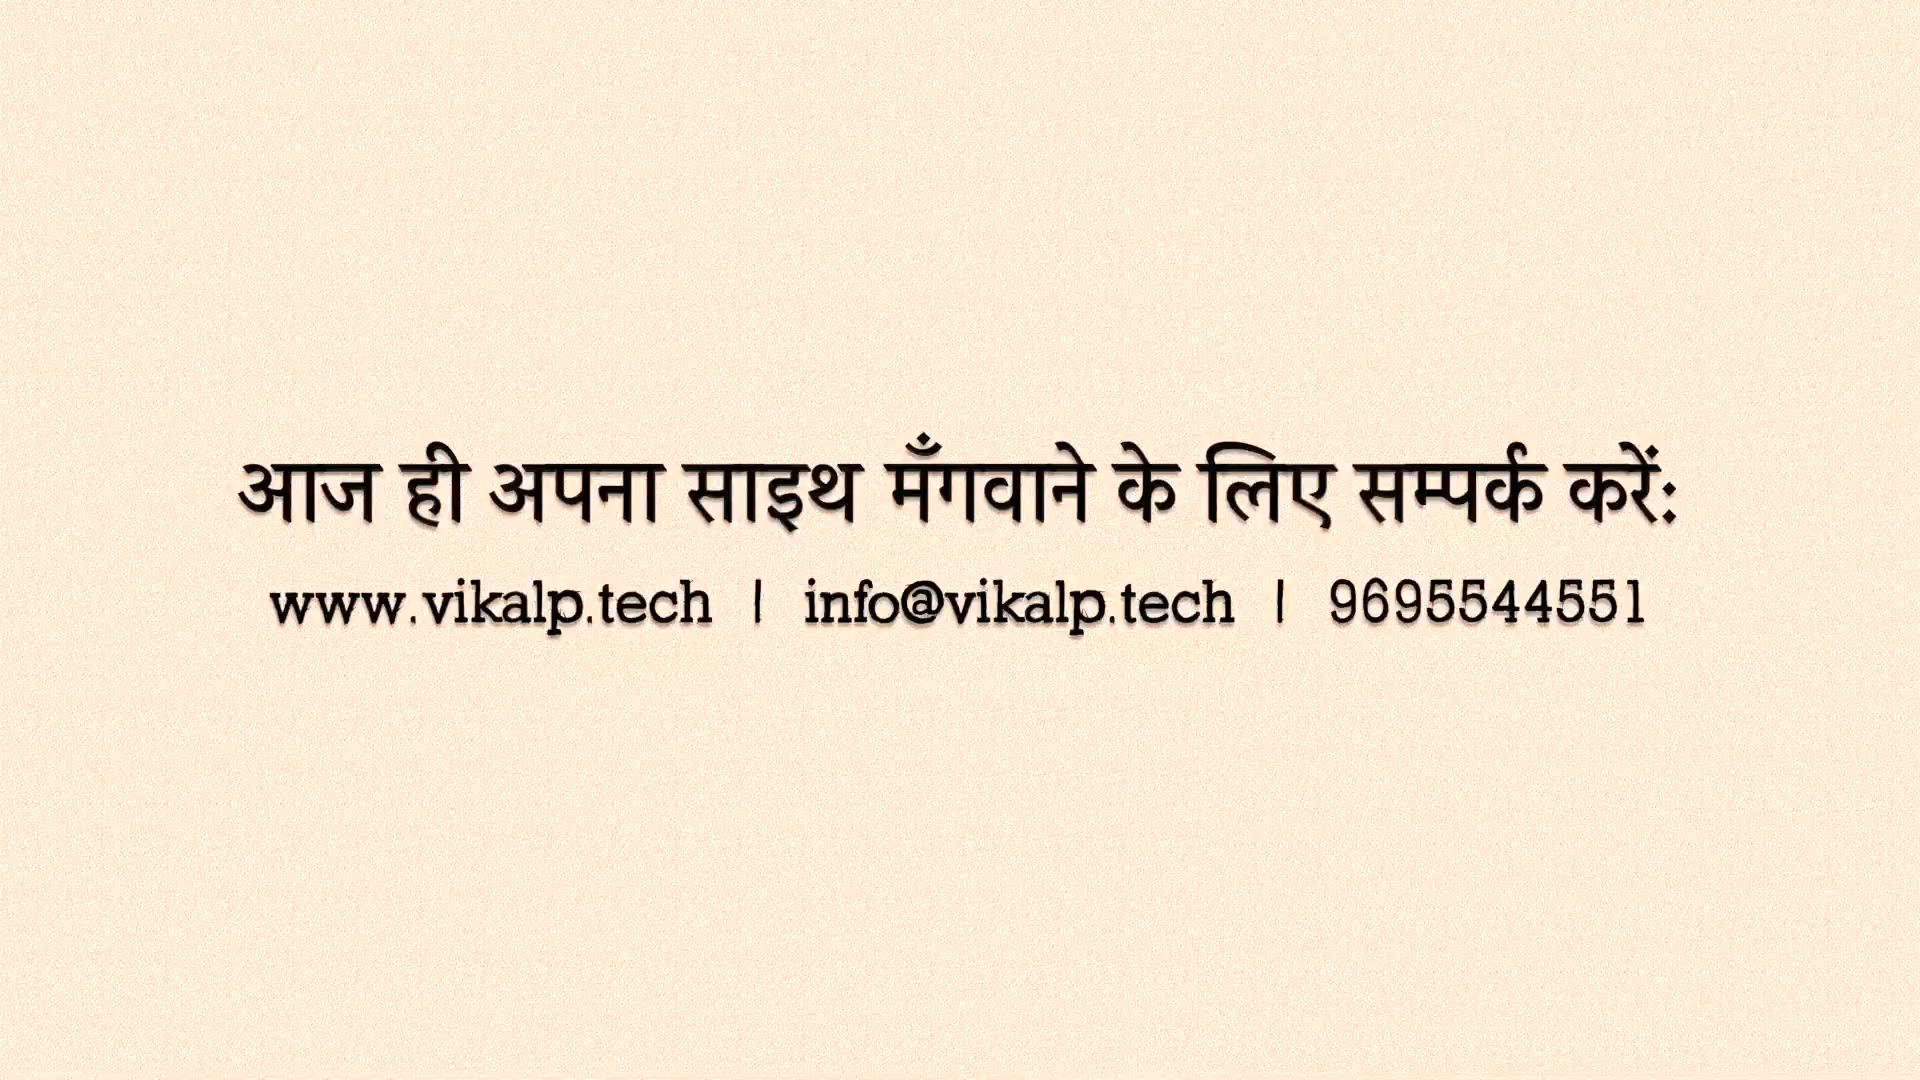 आज ही अपना साइथ मँगवाने के लिए सम्पर्क करें:
www.vikalp.tech | info@vikalp.tech | 9695544551